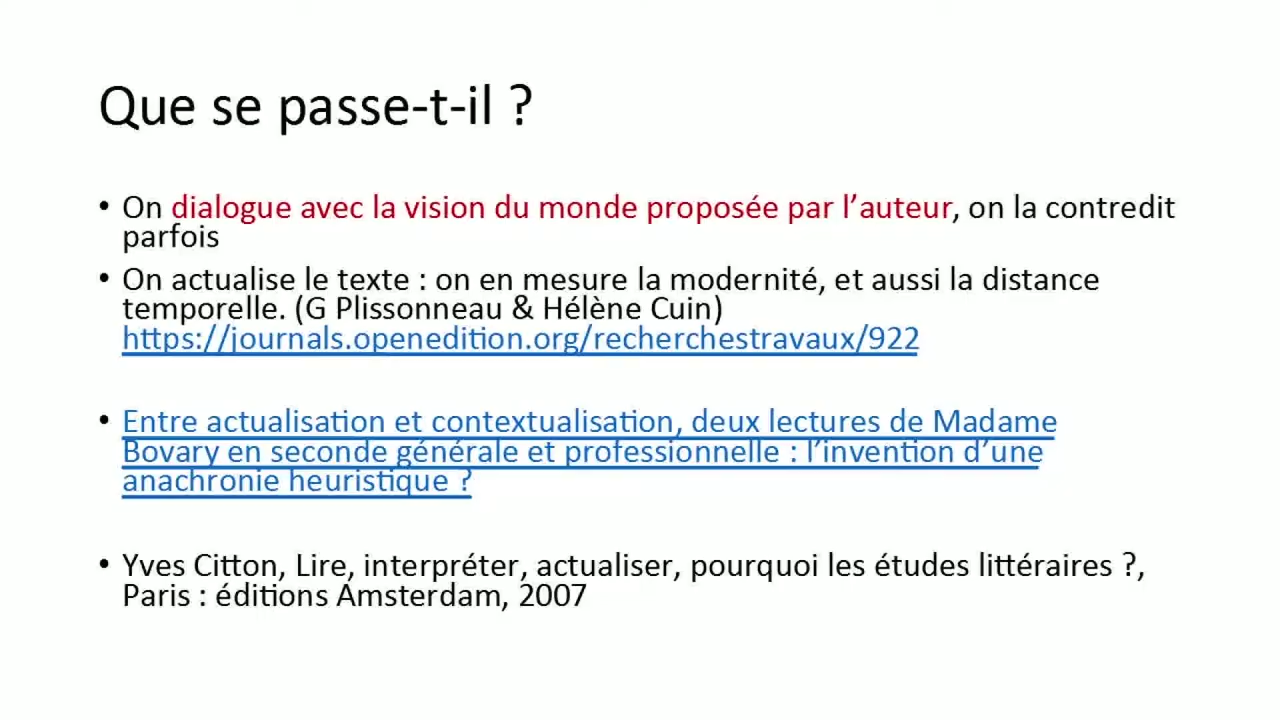 Que se passe-t-il ?
• On dialogue avec la vision du monde proposée par l’auteur, on la contredit
parfois
• On actualise le texte : on en mesure la modernité, et aussi la distance
temporelle. (G Plissonneau & Hélène Cuin)
https://journals.openedition.org/recherchestravaux/922
• Entre actualisation et contextualisation, deux lectures de Madame
Bovary en seconde générale et professionnelle : l’invention d’une
anachronie heuristique ?
• Yves Citton, Lire, interpréter, actualiser, pourquoi les études littéraires ?,
Paris : éditions Amsterdam, 2007